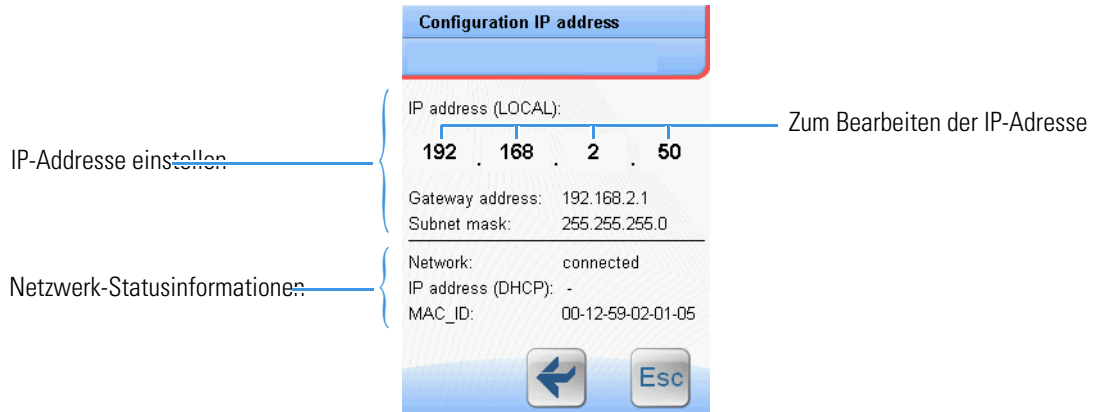 Configuration IP address
IP address (LOCAL):
Zum Bearbeiten der IP-Adresse
192 . 168 . 2 . 50
IP-Addresse einstellen
Gateway address: 192.168.2.1
Subnet mask: 255.255.255.0
Network: connected
Netzwerk-Statusinformationen
IP address (DHCP): -
MAC_ID: 00-12-59-02-01-05
Esc